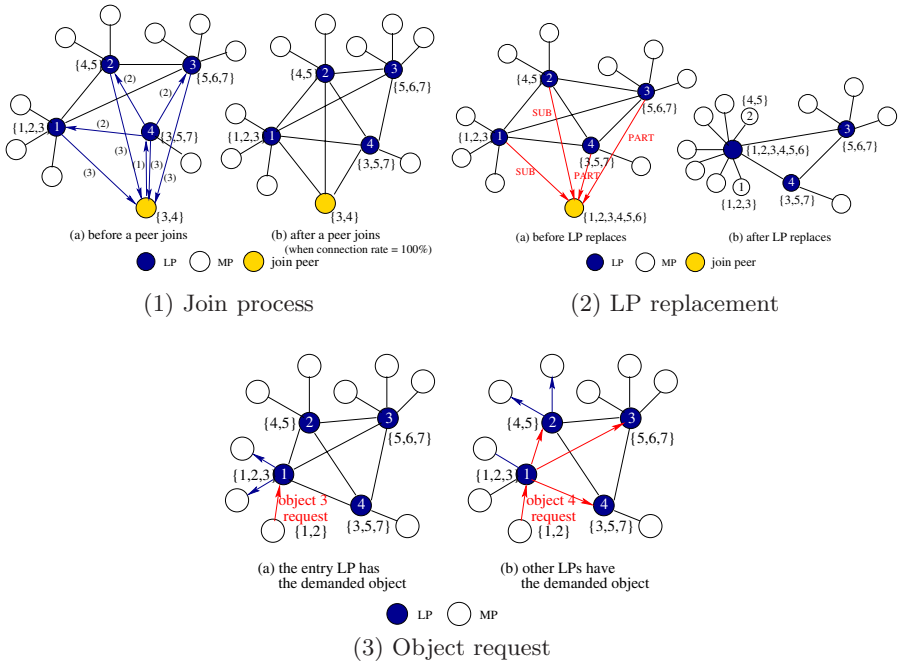 2
3
{4,5}
(2)
{5,6,7}
(2)
{1,2,3
1
(2)
4
{3,5,7}
(3)
(3)
(1)
(3)
(3)
{3,4}
(a) before a peer joins
2
3
{4,5}
{5,6,7}
{1,2,3
1
4
{3,5,7}
{3,4}
(b) after a peer joins
(when connection rate = 100%)
LP
MP
join peer
(1) Join process
2
{4,5}
3
{5,6,7}
SUB
{1,2,3
1
4
{3,5,7}
PART
SUB
PART
{1,2,3,4,5,6}
(a) before LP replaces
{4,5}
2
3
{5,6,7}
{1,2,3,4,5,6}
1
{1,2,3}
4
{3,5,7}
(b) after LP replaces
LP
MP
join peer
(2) LP replacement
{4,5}
2
3
{5,6,7}
{1,2,3
1
object 3
request
4
{1,2}
{3,5,7}
(a) the entry LP has
the demanded object
{4,5}
2
3
{5,6,7}
{1,2,3
1
object 4
request
4
{1,2}
{3,5,7}
(b) other LPs have
the demanded object
LP
MP
(3) Object request